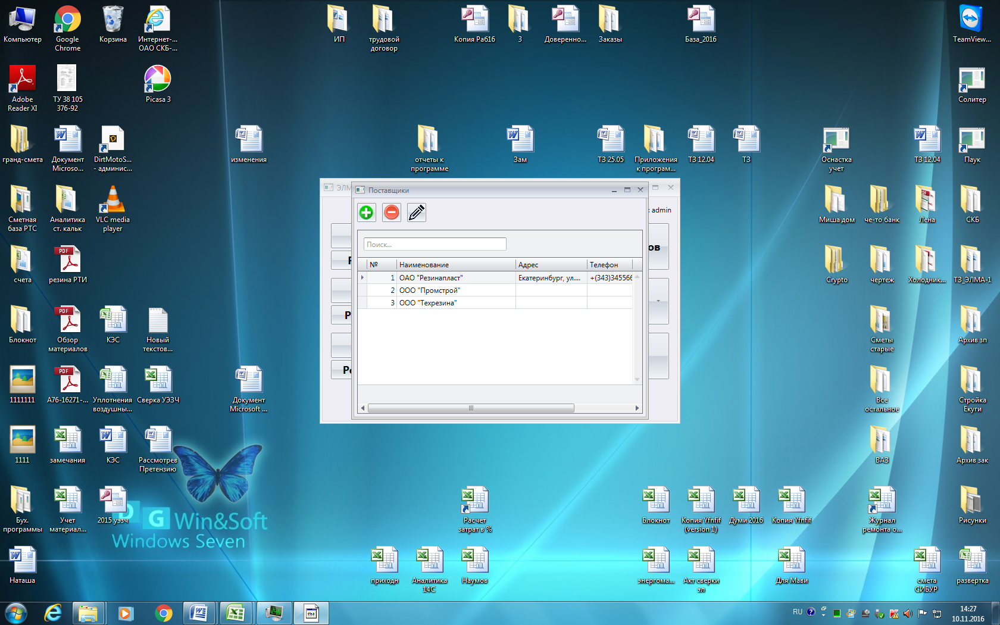 Компьютер
Google
Chrome
Корзина
Интернет-...
ОАО СКБ-...
ИП
трудовой
договор
Копия Раб16
3
Доверенно...
Заказы
База_2016
TeamView...
Adobe
Reader XI
ТУ 38 105
376-92
Picasa 3
Солитер
гранд-смета
Документ
Microso...
DirtMotoS...
- админис...
изменения
отчеты к
программе
Зам
ТЗ 25.05
Приложения
к програм...
ТЗ 12.04
ТЗ
Оснастка
учет
ТЗ 12.04
Паук
Сметная
база РТС
Аналитика
ст. кальк
VLC media
player
Миша дом
че-то банк
Лена
СКБ
ЭЛМ
Поставщики
: admin
Поиск...
ов
№
Наименование
Адрес
Телефон
1
ОАО "Резинапласт"
Екатеринбург, ул....
+(343)345566
2
ООО "Промстрой"
3
ООО "Техрезина"
счета
резина РТИ
Crypto
чертеж
Холодник...
ТЗ_ЭЛМА-1
Блокнот
Обзор
материалов
КЭС
Новый
текстов...
Сметы
старые
Архив зп
1111111
А76-16271-...
Уплотнения
воздушны...
Сверка УЭЗЧ
Документ
Microsoft ...
Все
остальное
Стройка
Екуги
1111
замечания
КЭС
Рассмотрев
Претензию
ВАЗ
Архив зак
Бух.
программы
Учет
материал...
2015 уэзч
DG Win&Soft
Windows Seven
Расчет
затрат в %
Блокнот
Копия Yfnfif
(version 1)
Думи 2016
Копия Yfnfif
Журнал
ремонта о...
Рисунки
Наташа
приходн
Аналитика
14С
Наумов
энергома...
Акт сверки
эл
Для Мави
смета
СИБУР
развертка
RU
14:27
10.11.2016